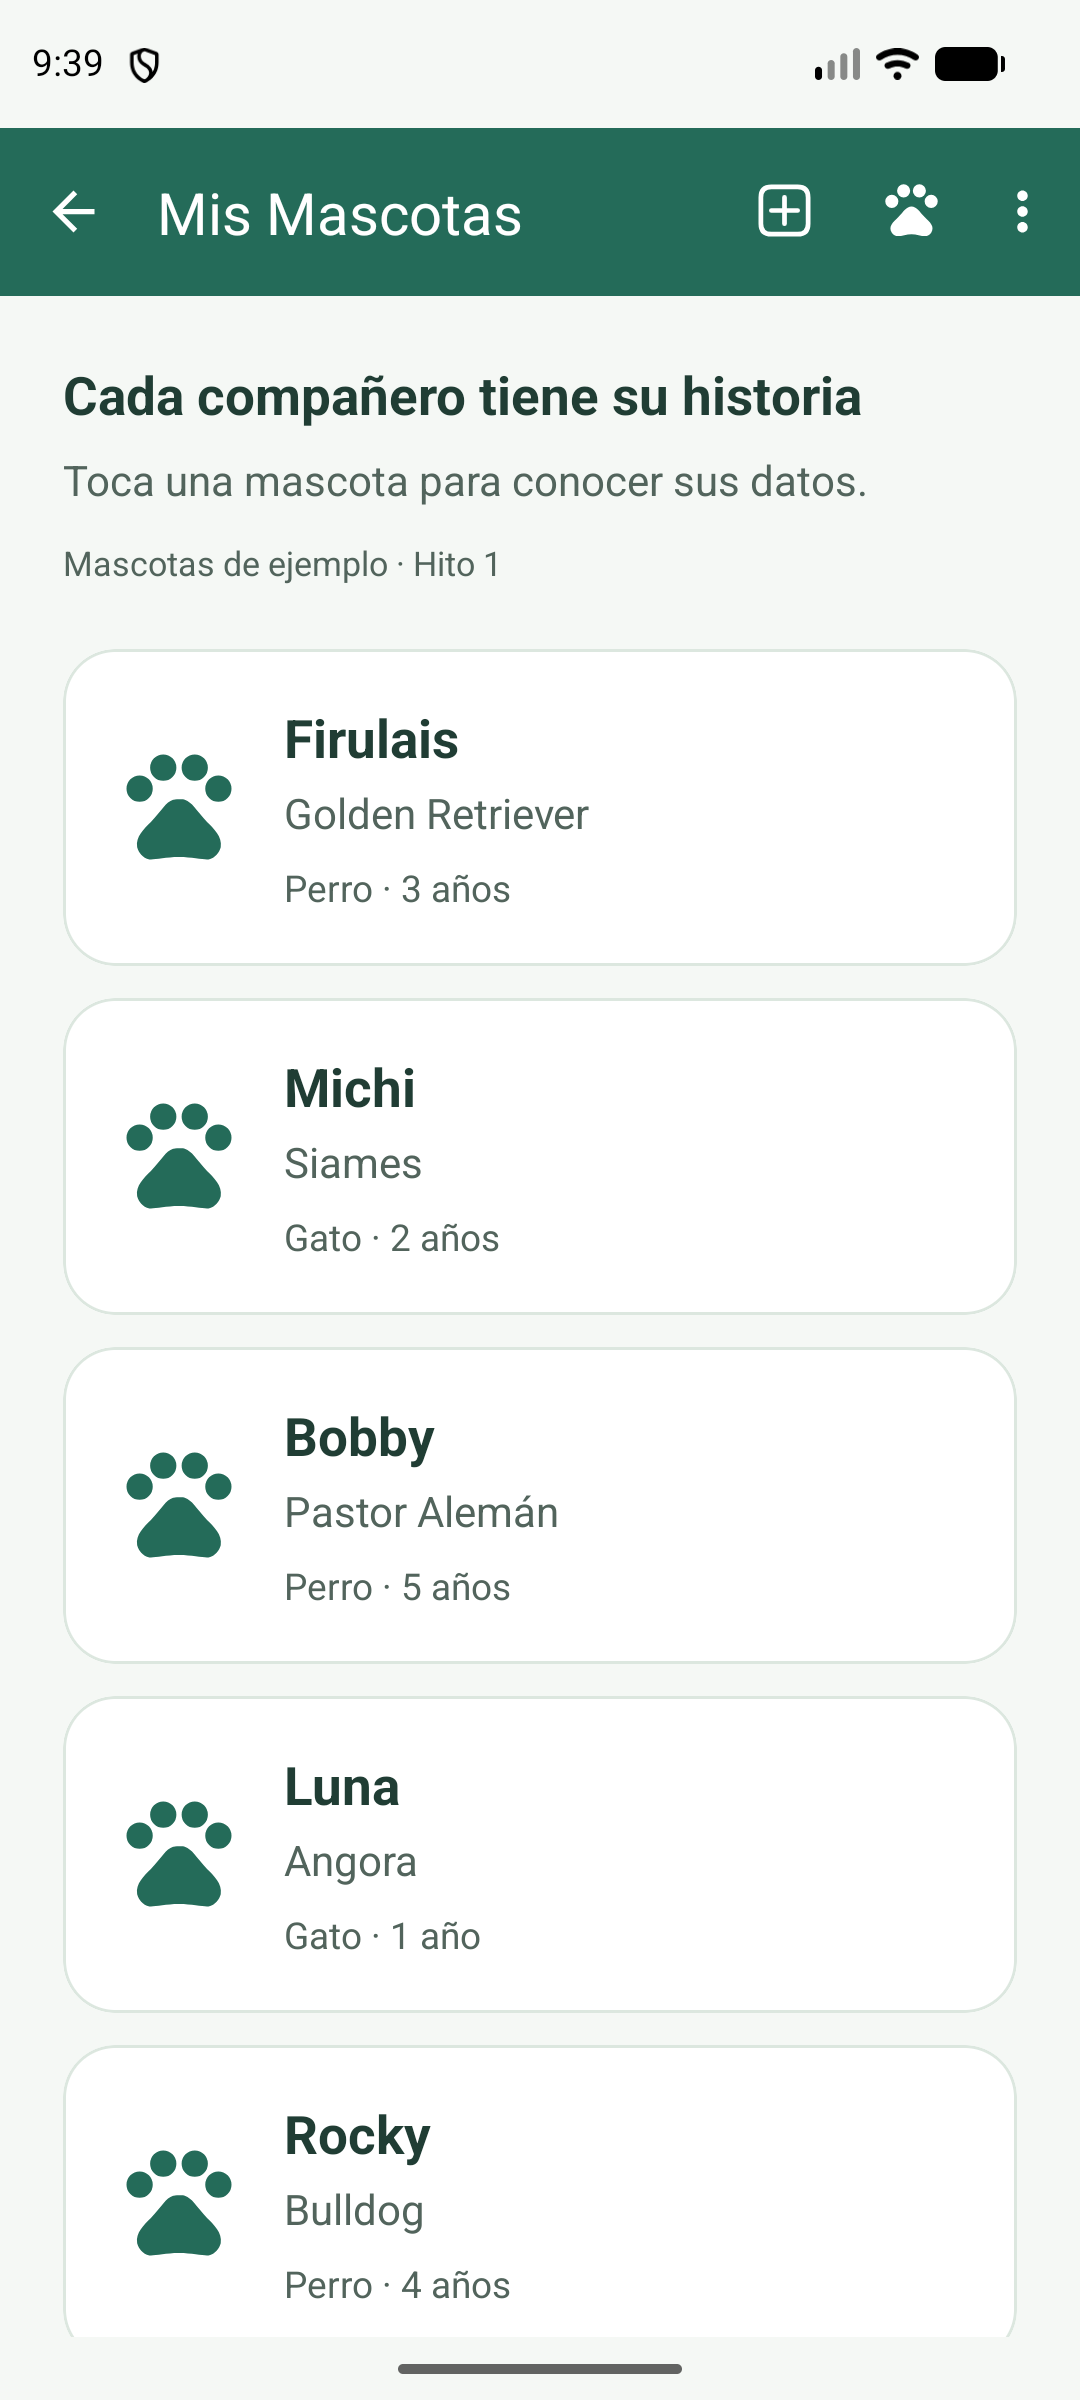 9:39
Mis Mascotas
Cada compañero tiene su historia
Toca una mascota para conocer sus datos.
Mascotas de ejemplo · Hito 1
Firulais
Golden Retriever
Perro · 3 años
Michi
Siames
Gato · 2 años
Bobby
Pastor Alemán
Perro · 5 años
Luna
Angora
Gato · 1 año
Rocky
Bulldog
Perro · 4 años